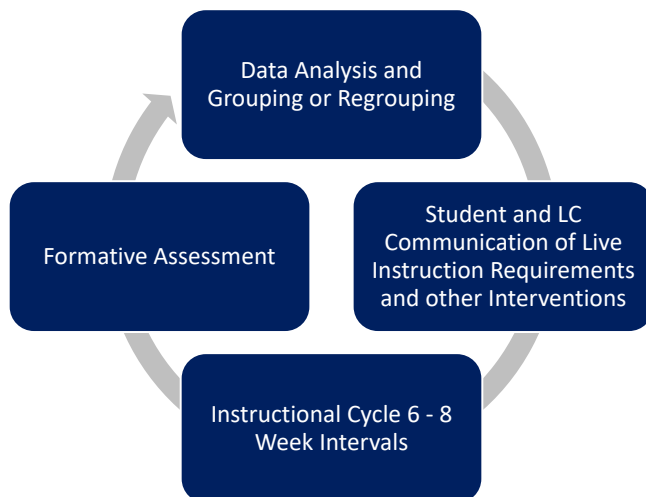 Data Analysis and
Grouping or Regrouping
Student and LC
Communication of Live
Instruction Requirements
and other Interventions
Instructional Cycle 6 - 8
Week Intervals
Formative Assessment